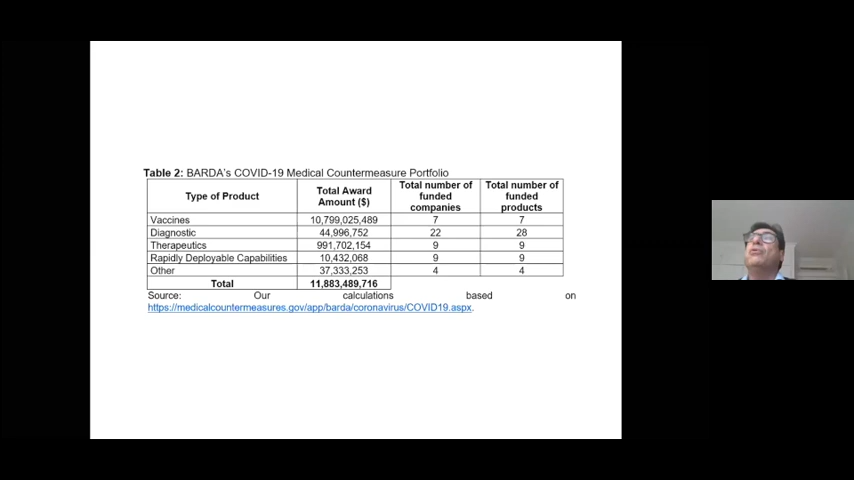 Table 2: BARDA's COVID-19 Medical Countermeasure Portfolio
Type of Product Total Award Amount ($) Total number of funded companies Total number of funded products
Vaccines 10,799,025,489 7 7
Diagnostic 44,996,752 22 28
Therapeutics 991,702,154 9 9
Rapidly Deployable Capabilities 10,432,068 9 9
Other 37,333,253 4 4
Total 11,883,489,716
Source: Our calculations based on
https://medicalcountermeasures.gov/app/barda/coronavirus/COVID19.aspx.